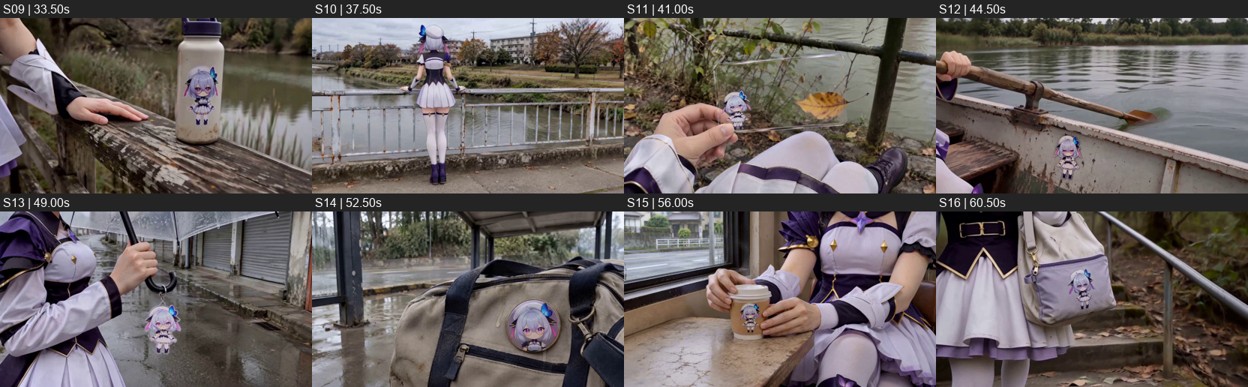 S09 | 33.50s
S10 | 37.50s
S11 | 41.00s
S12 | 44.50s
S13 | 49.00s
S14 | 52.50s
S15 | 56.00s
S16 | 60.50s